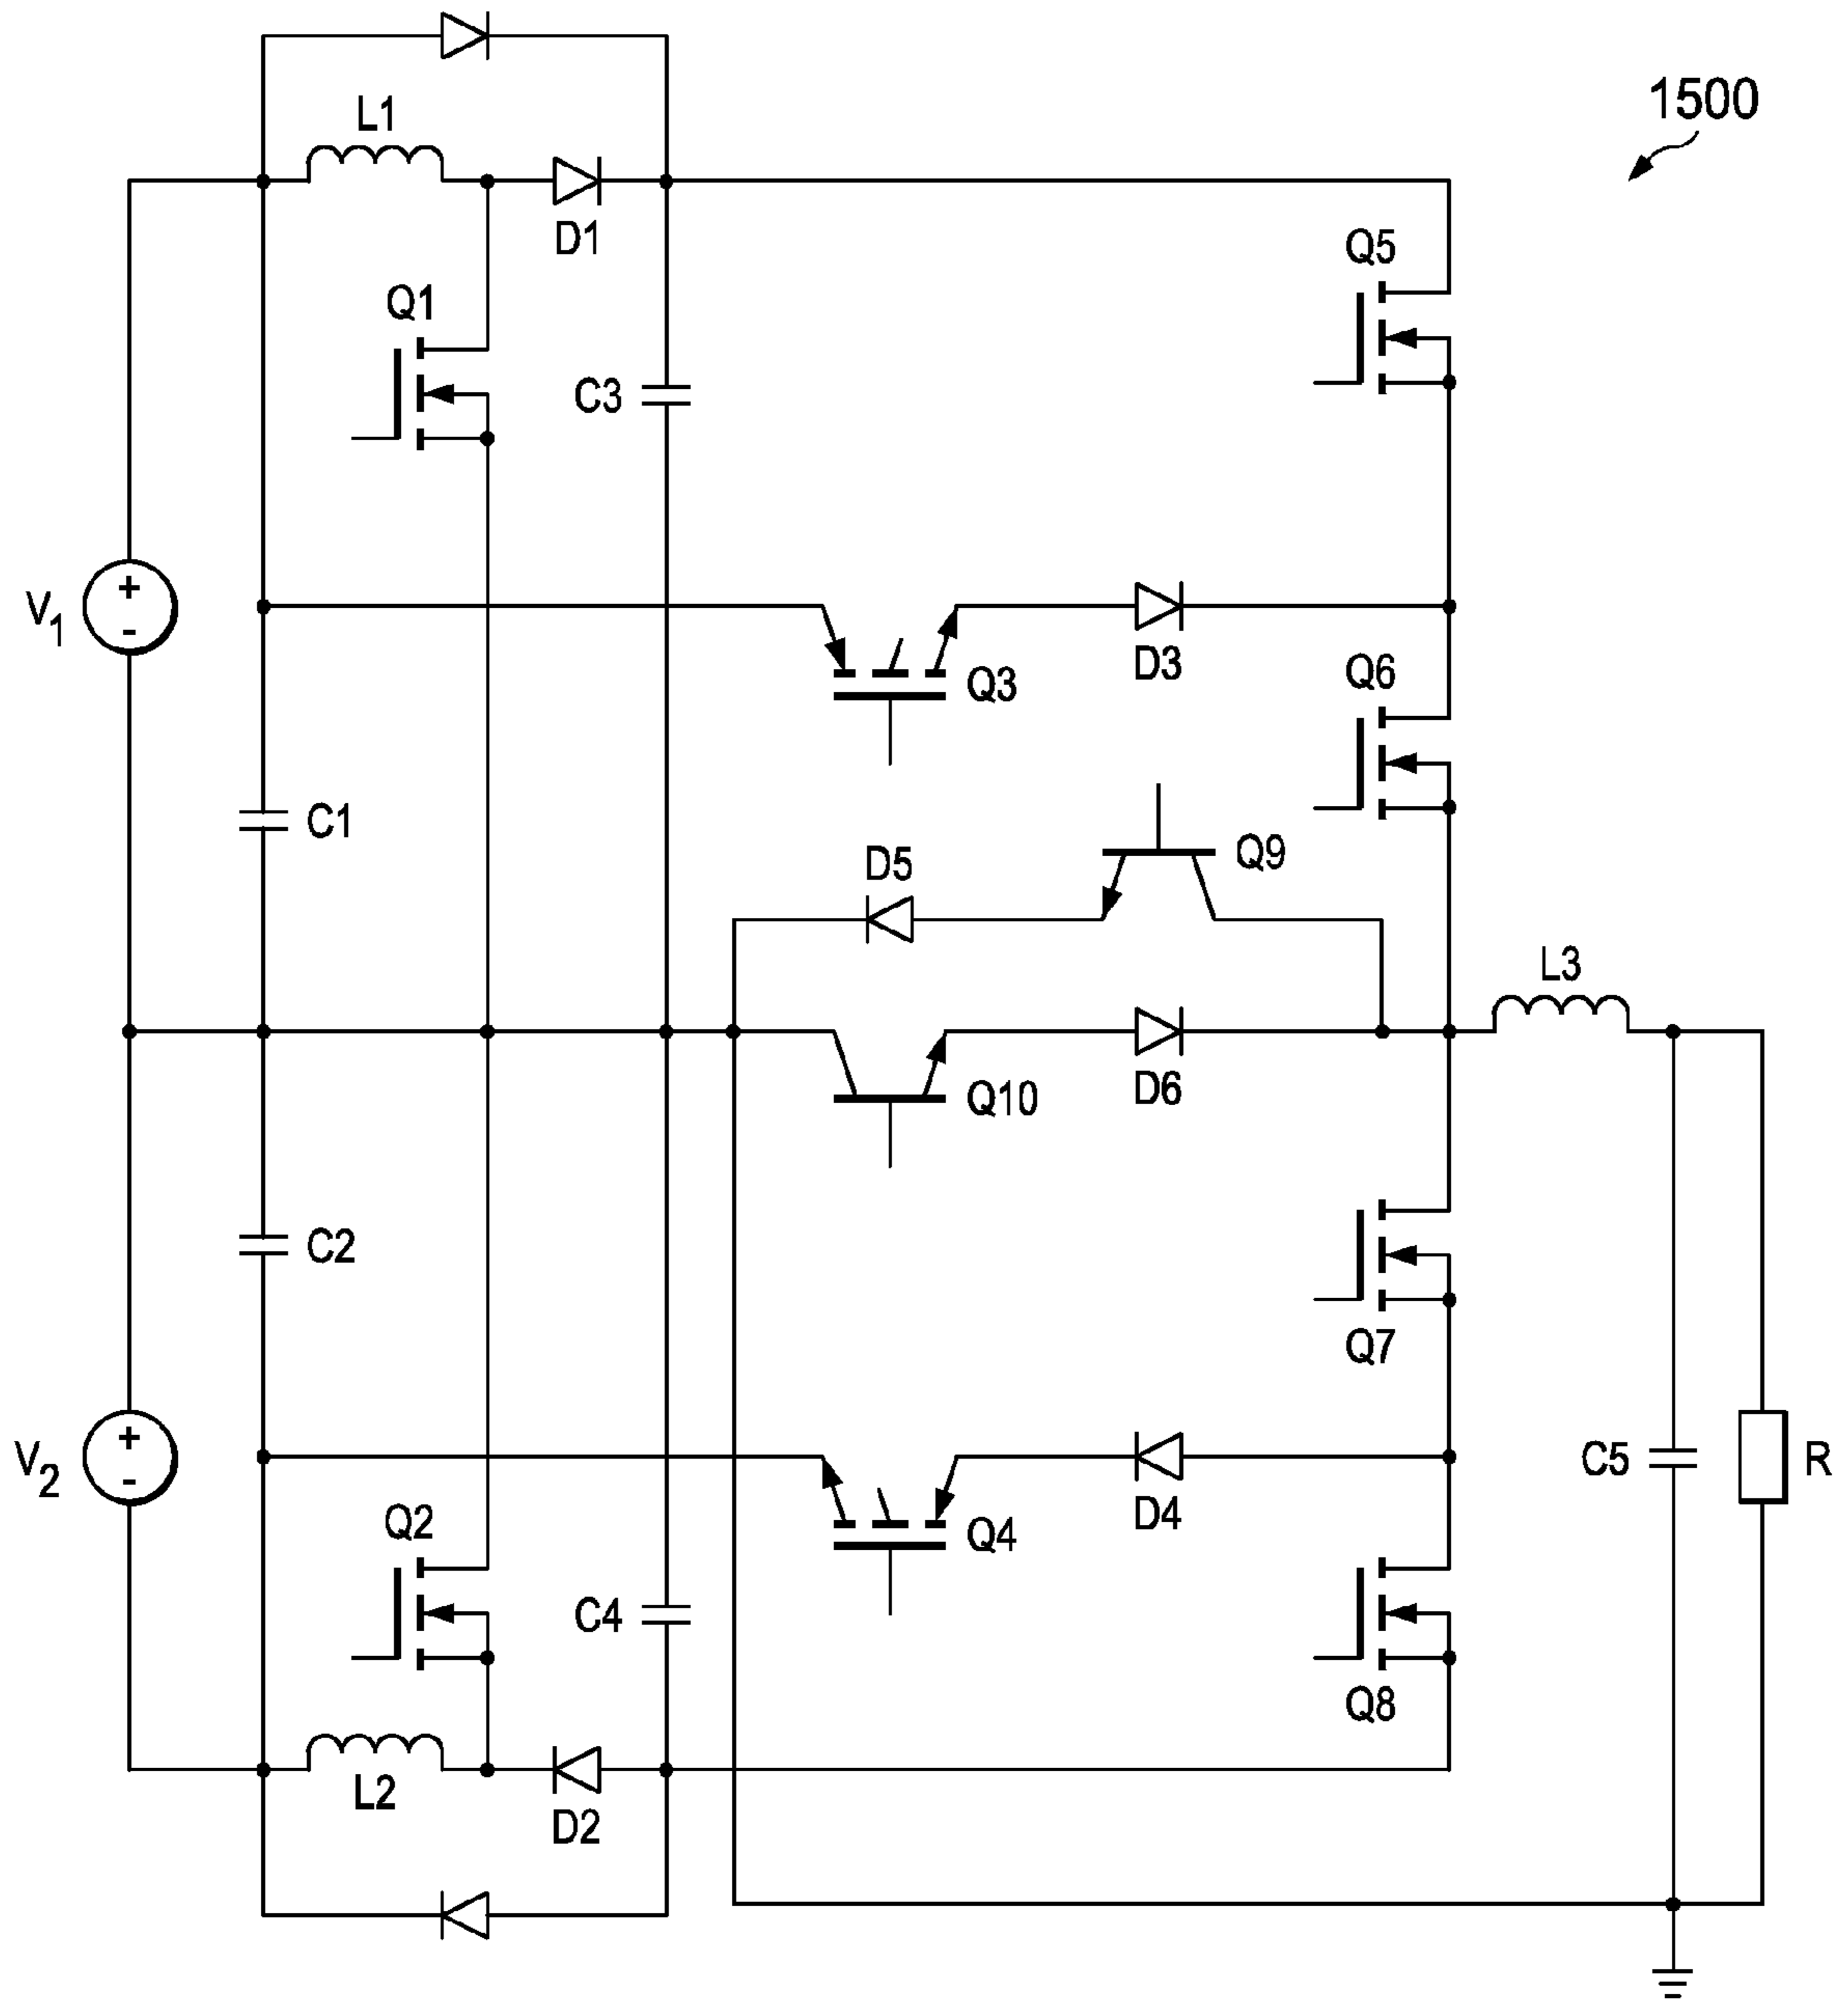 1500
L1
D1
Q5
Q1
C3
V1
+
-
D3
Q3
Q6
C1
Q9
D5
L3
D6
Q10
C2
Q7
V2
+
-
D4
Q4
C5
R
Q2
C4
Q8
L2
D2